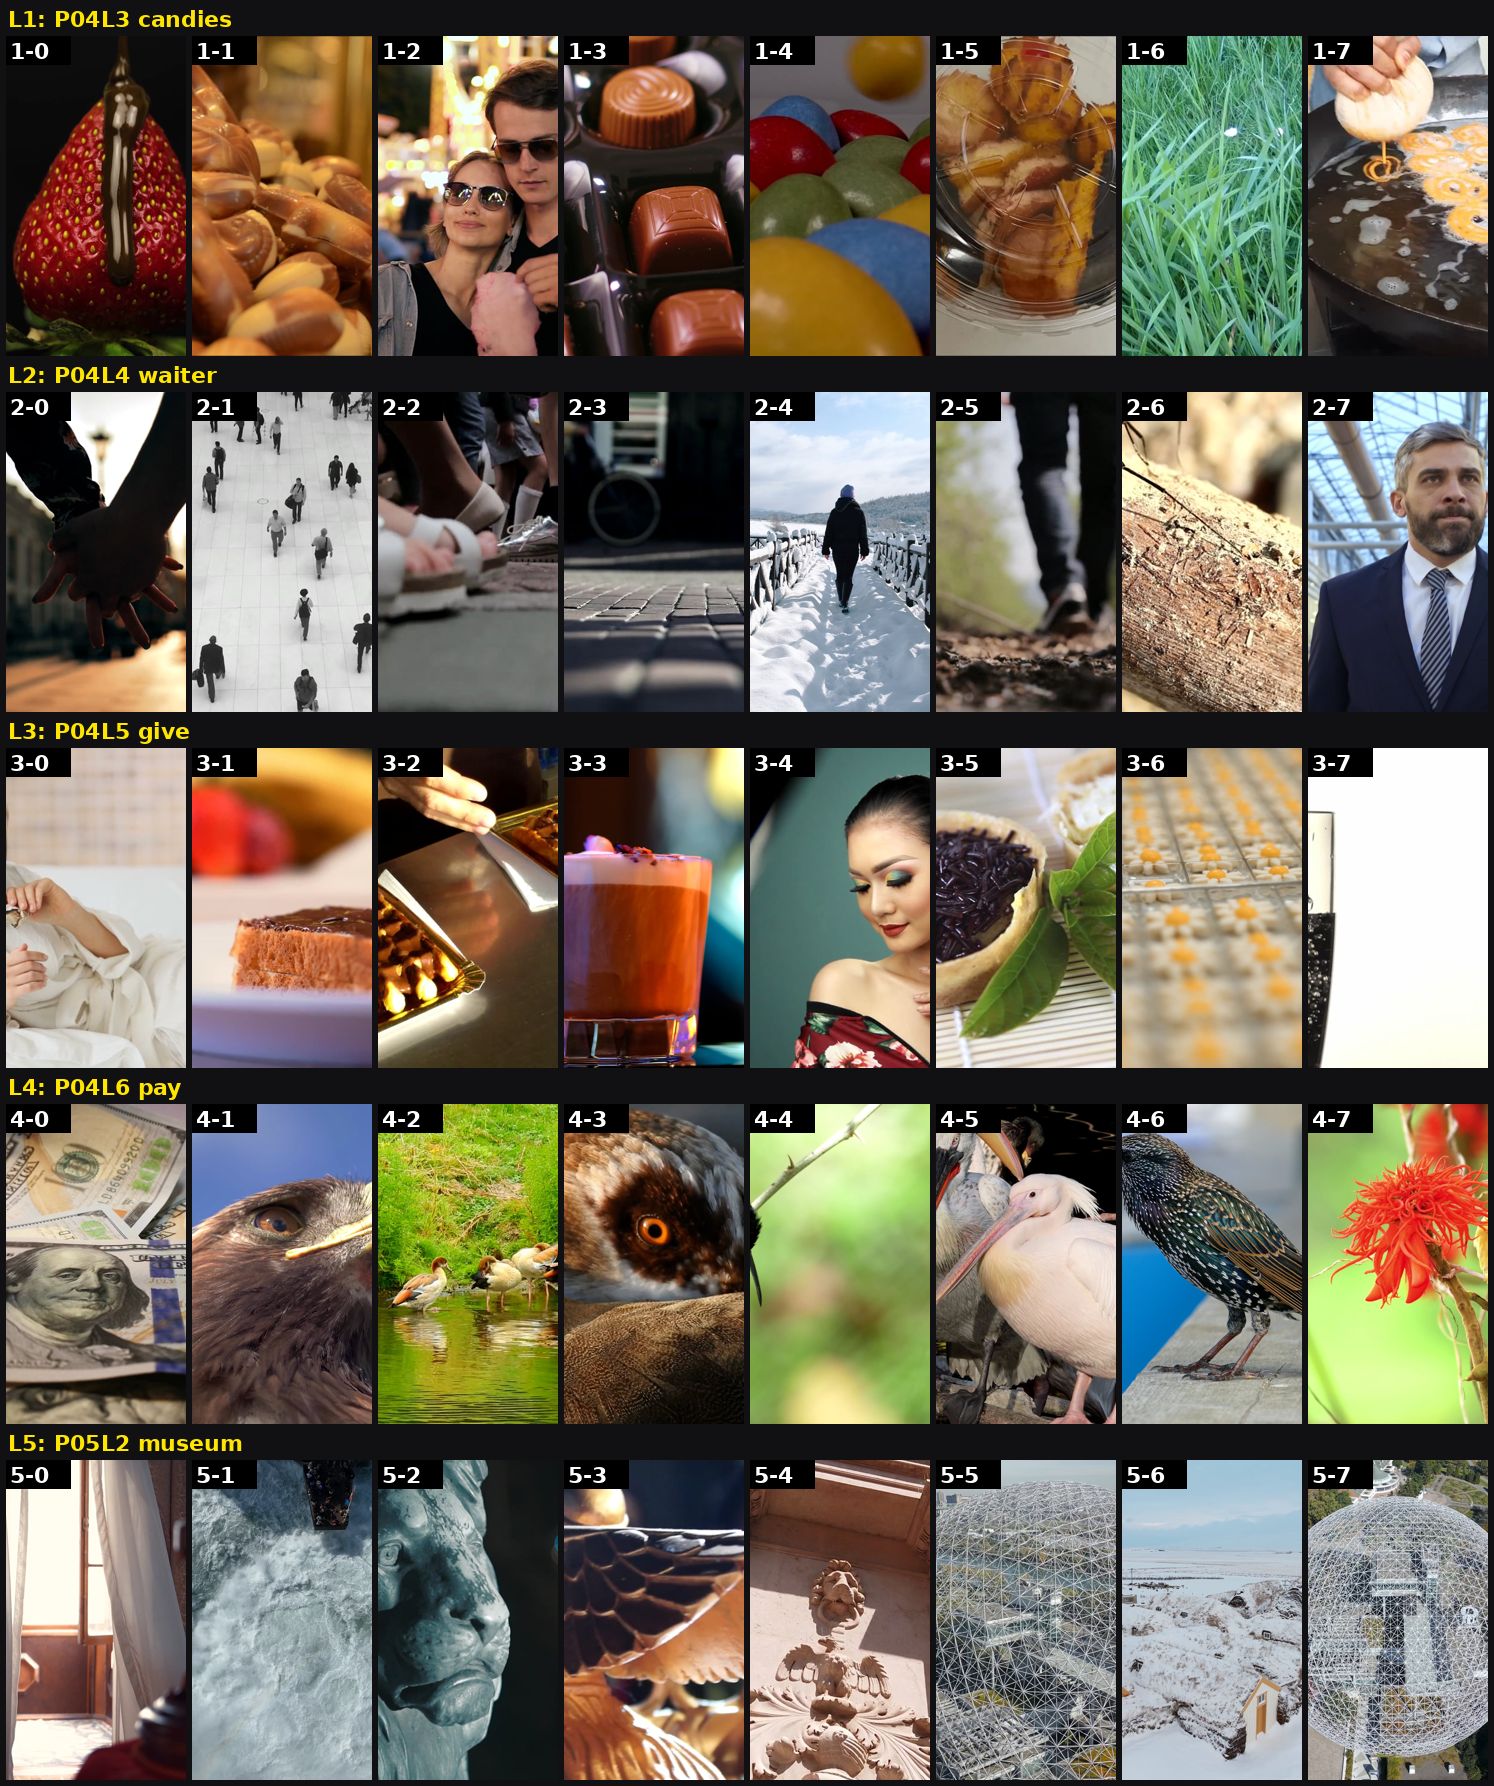 L1: P04L3 candies
1-0 1-1 1-2 1-3 1-4 1-5 1-6 1-7
L2: P04L4 waiter
2-0 2-1 2-2 2-3 2-4 2-5 2-6 2-7
L3: P04L5 give
3-0 3-1 3-2 3-3 3-4 3-5 3-6 3-7
L4: P04L6 pay
4-0 4-1 4-2 4-3 4-4 4-5 4-6 4-7
L5: P05L2 museum
5-0 5-1 5-2 5-3 5-4 5-5 5-6 5-7